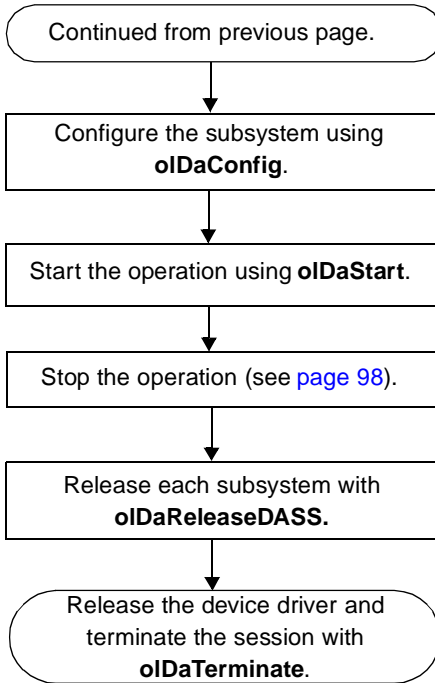 Continued from previous page.
Configure the subsystem using
olDaConfig.
Start the operation using olDaStart.
Stop the operation (see page 98).
Release each subsystem with
olDaReleaseDASS.
Release the device driver and
terminate the session with
olDaTerminate.